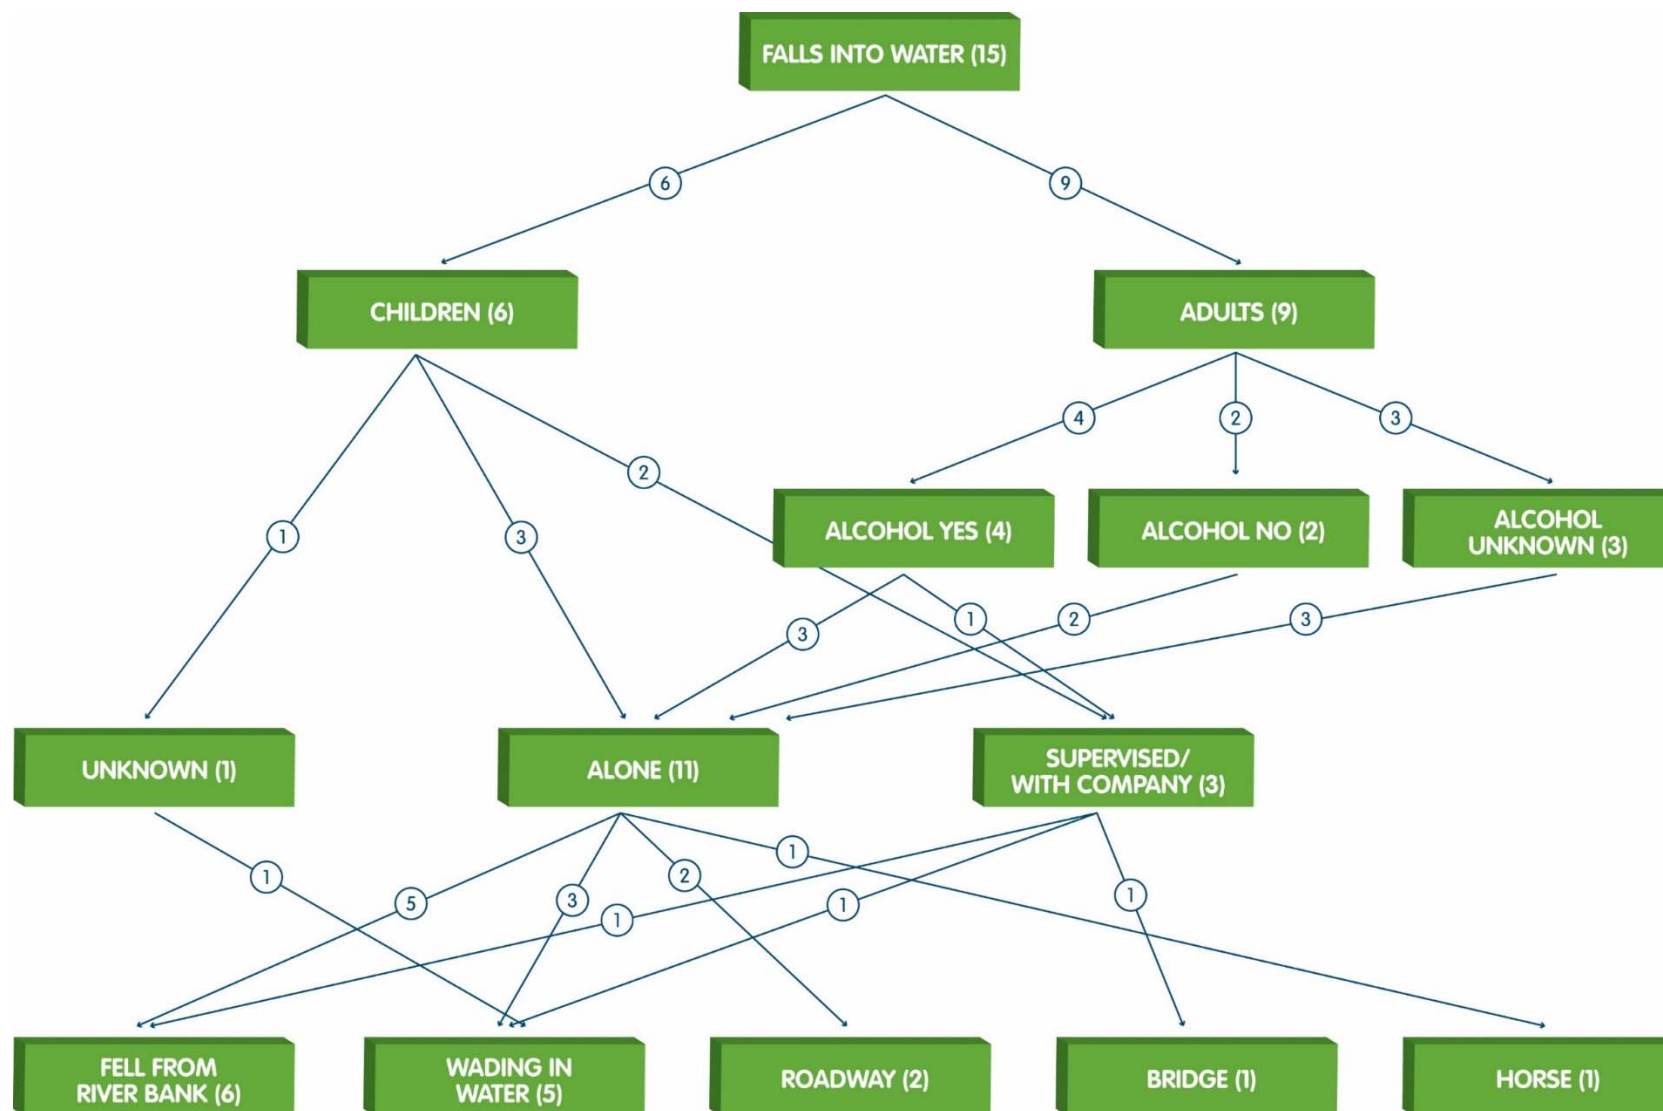 FALLS INTO WATER (15)
6
9
CHILDREN (6)
ADULTS (9)
4
2
3
2
ALCOHOL YES (4)
ALCOHOL NO (2)
ALCOHOL
UNKNOWN (3)
1
3
3
1
2
3
UNKNOWN (1)
ALONE (11)
SUPERVISED/
WITH COMPANY (3)
1
5
3
2
1
1
1
1
FELL FROM
RIVER BANK (6)
WADING IN
WATER (5)
ROADWAY (2)
BRIDGE (1)
HORSE (1)